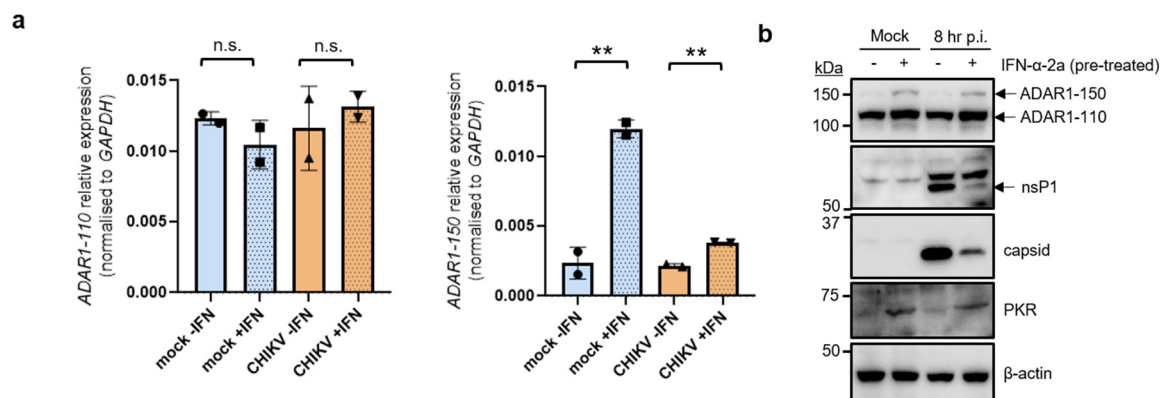 a
n.s.
n.s.
ADAR1-110 relative expression
(normalised to GAPDH)
0.015
0.010
0.005
0.000
mock -IFN
mock +IFN
CHIKV -IFN
CHIKV +IFN
**
**
ADAR1-150 relative expression
(normalised to GAPDH)
0.015
0.010
0.005
0.000
mock -IFN
mock +IFN
CHIKV -IFN
CHIKV +IFN
b
Mock 8 hr p.i.
kDa - + - + IFN-α-2a (pre-treated)
150 ADAR1-150
ADAR1-110
100
nsP1
50
37
capsid
75
PKR
50
β-actin